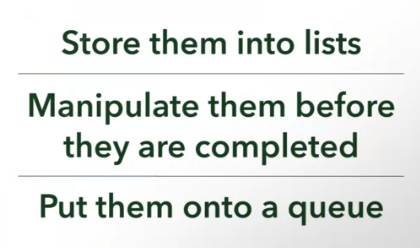 Store them into lists
Manipulate them before
they are completed
Put them onto a queue